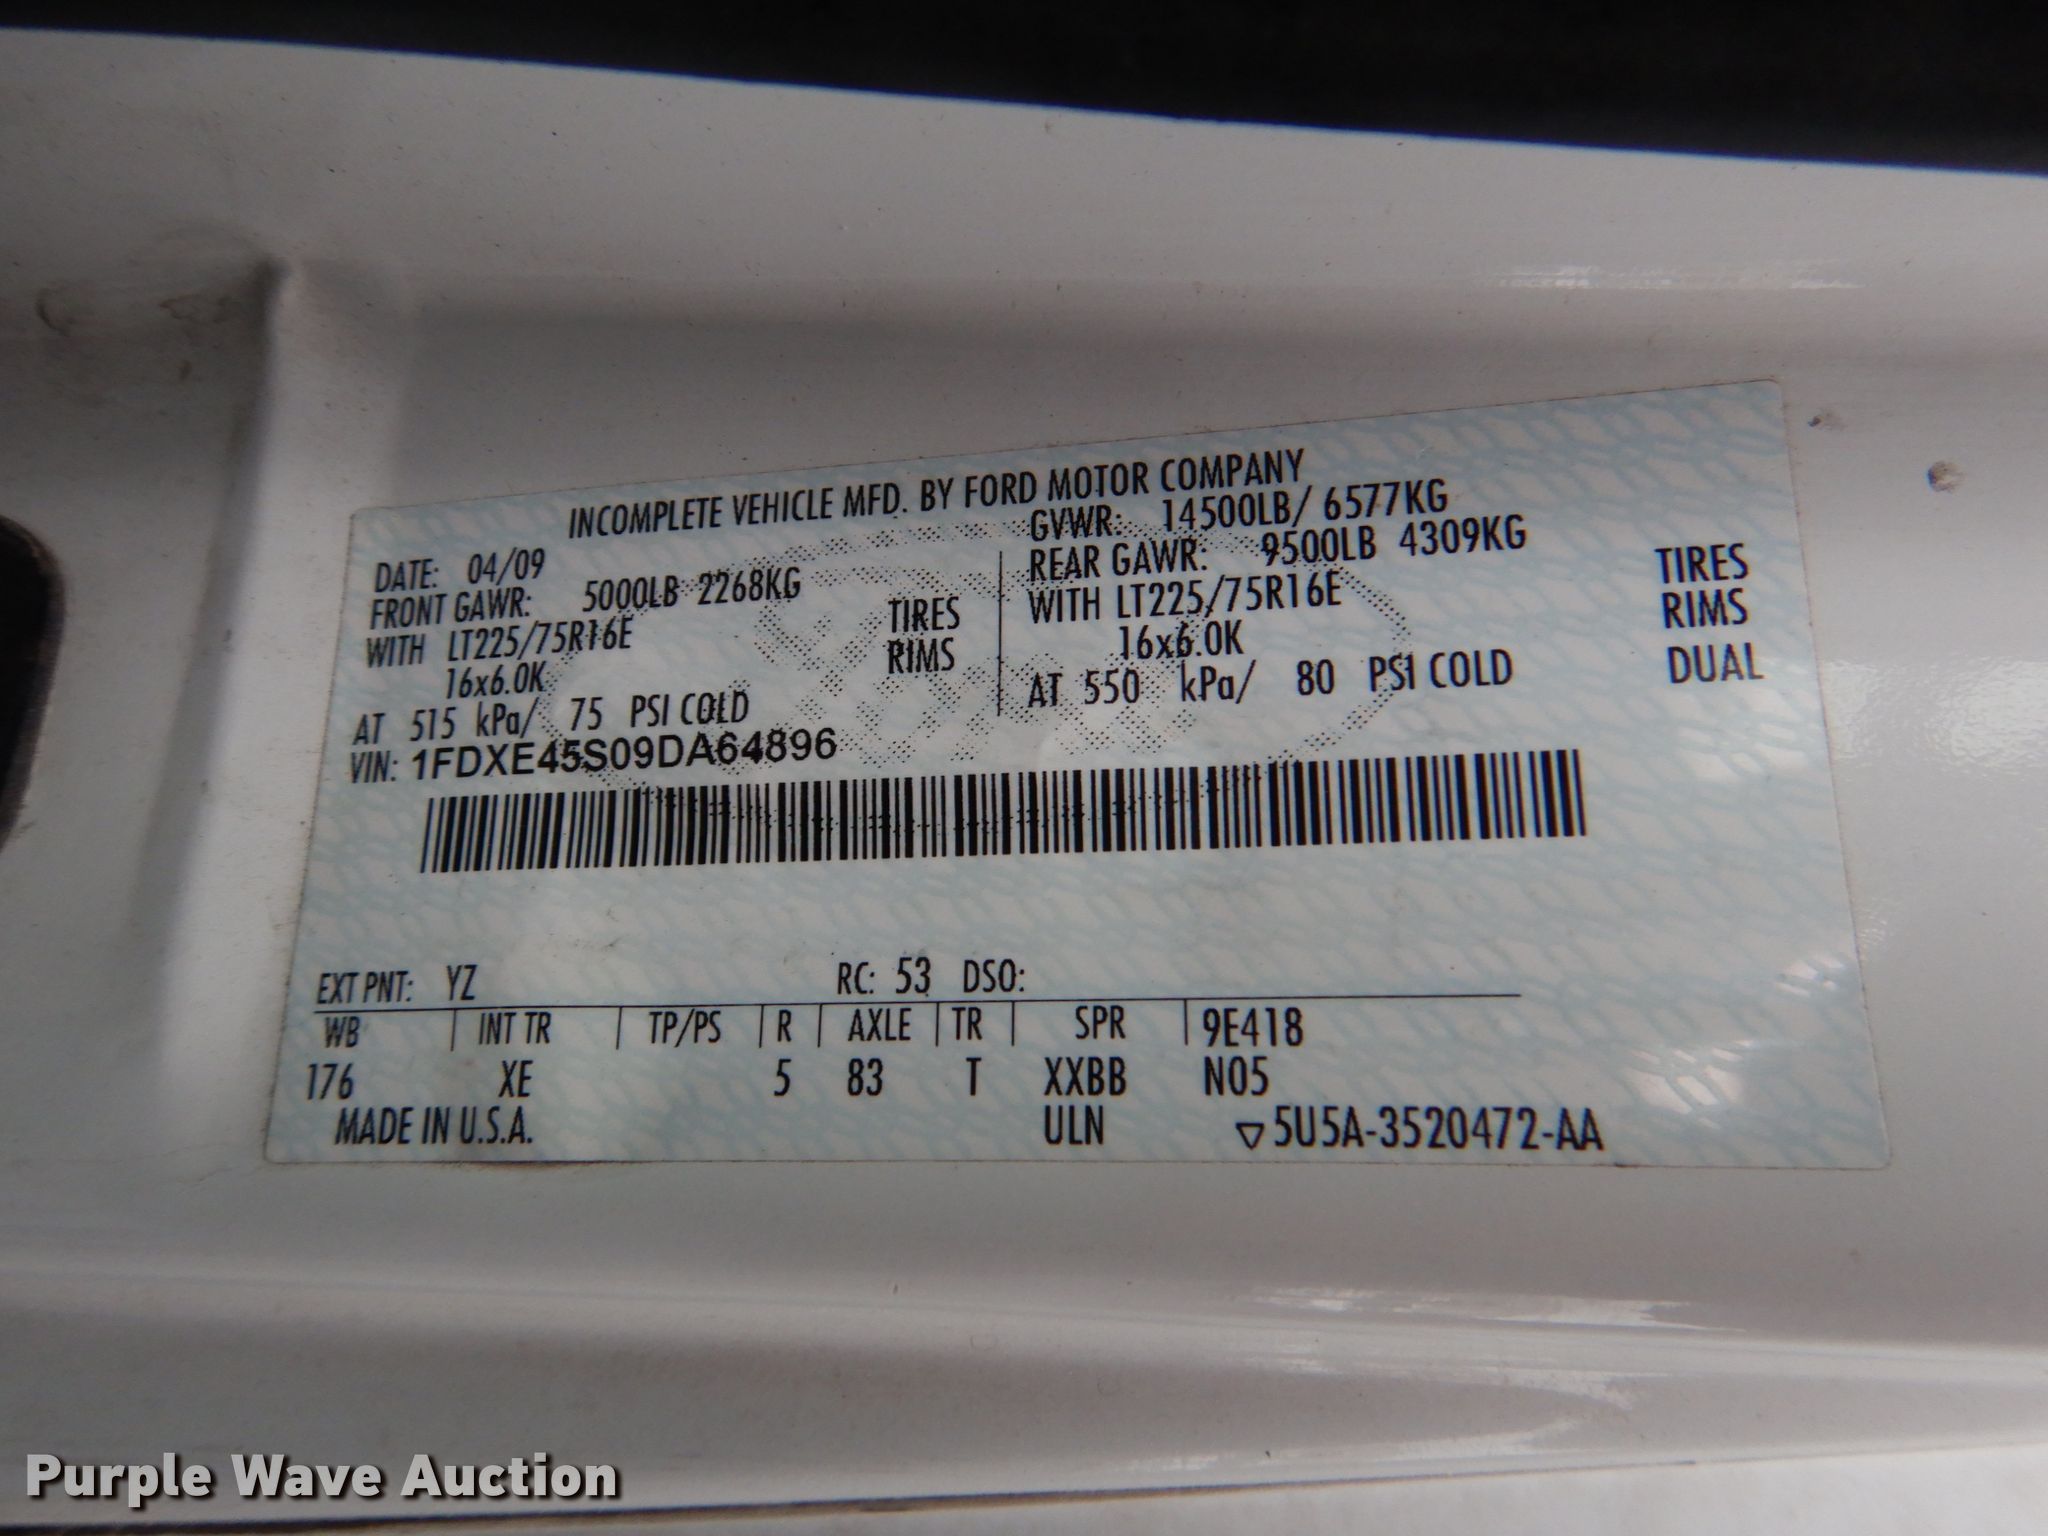 INCOMPLETE VEHICLE MFD. BY FORD MOTOR COMPANY
DATE: 04/09
GVWR: 14500LB/ 6577KG
FRONT GAWR: 5000LB 2268KG
REAR GAWR: 9500LB 4309KG
WITH LT225/75R16E TIRES
WITH LT225/75R16E TIRES
16x6.0K RIMS
16x6.0K RIMS
AT 515 kPa/ 75 PSI COLD
AT 550 kPa/ 80 PSI COLD DUAL
VIN: 1FDXE45S09DA64896
EXT PNT: YZ RC: 53 DSO:
WB INT TR TP/PS R AXLE TR SPR 9E418
176 XE 5 83 T XXBB N05
MADE IN U.S.A. ULN ▽5U5A-3520472-AA
Purple Wave Auction